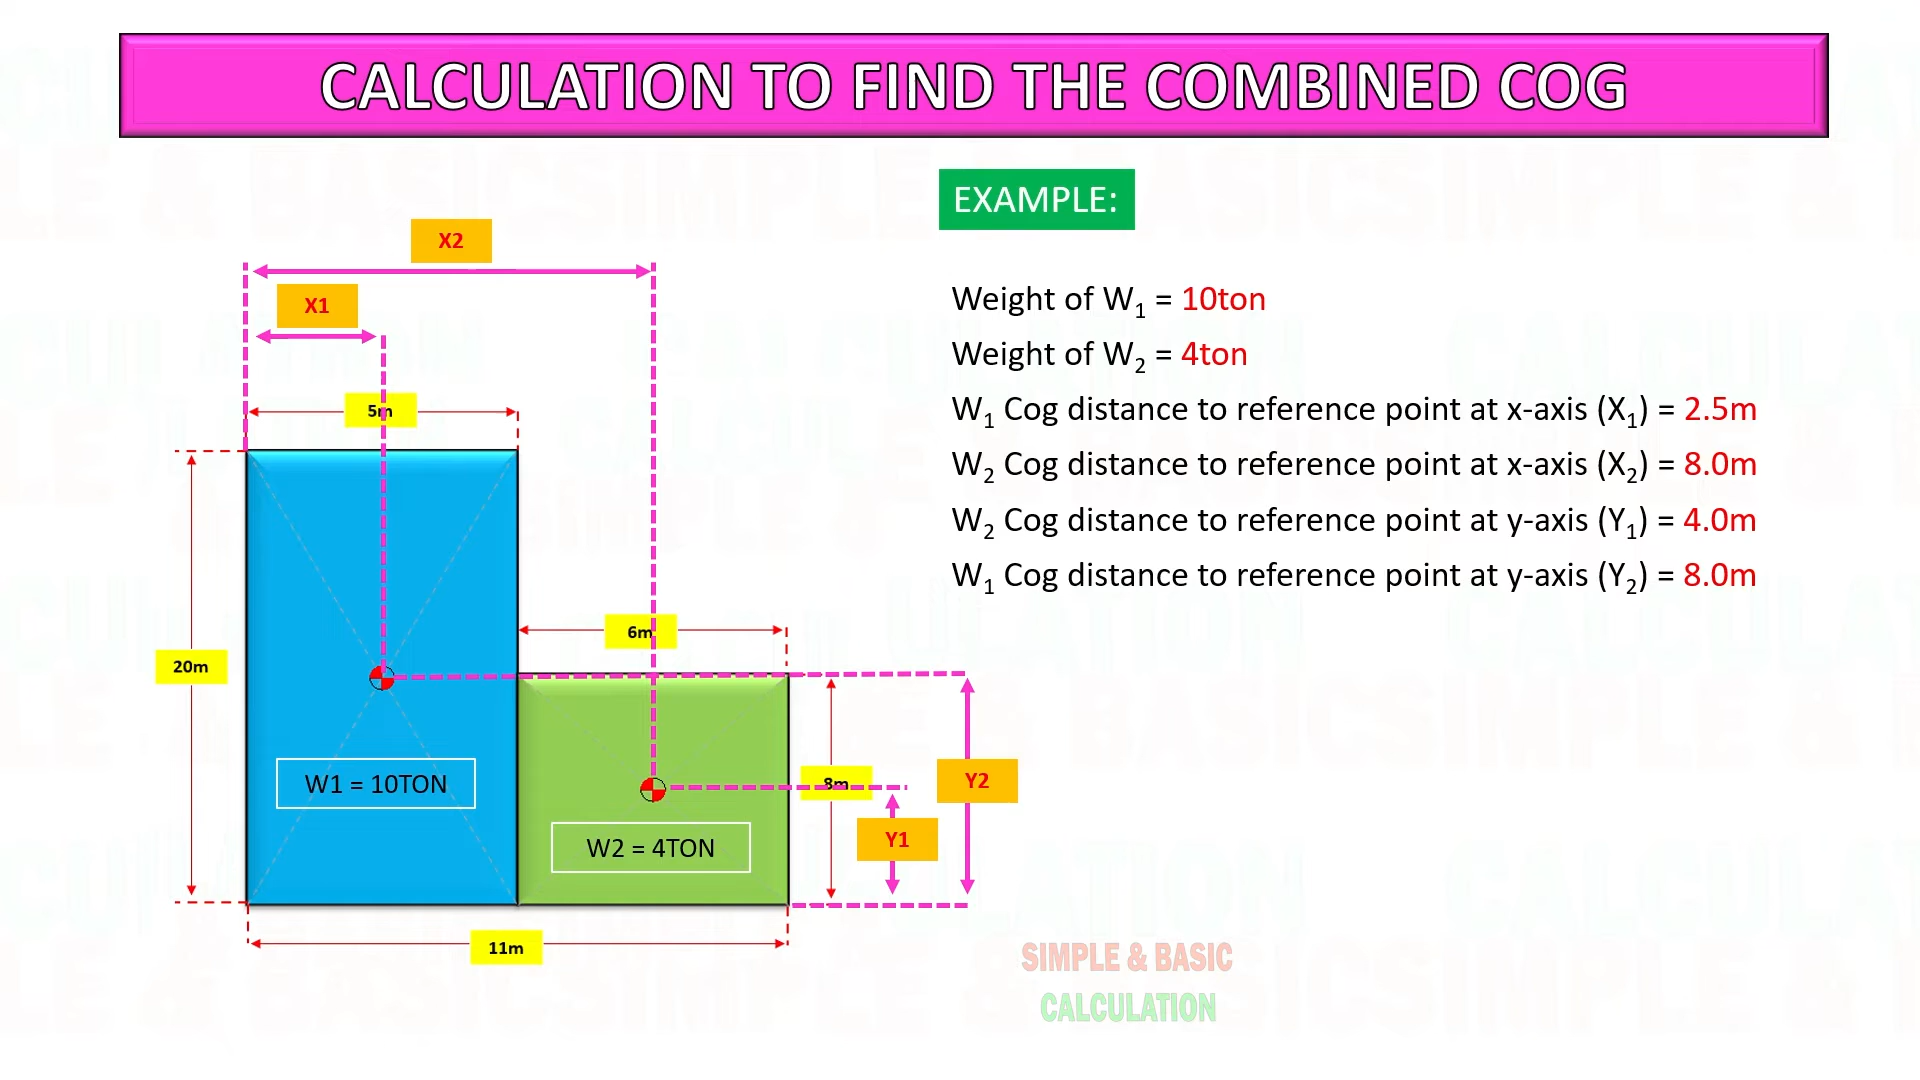 CALCULATION TO FIND THE COMBINED COG
EXAMPLE:
Weight of W1 = 10ton
Weight of W2 = 4ton
W1 Cog distance to reference point at x-axis (X1) = 2.5m
W2 Cog distance to reference point at x-axis (X2) = 8.0m
W2 Cog distance to reference point at y-axis (Y1) = 4.0m
W1 Cog distance to reference point at y-axis (Y2) = 8.0m
X2
X1
5m
6m
20m
8m
Y2
Y1
W1 = 10TON
W2 = 4TON
11m
SIMPLE & BASIC
CALCULATION